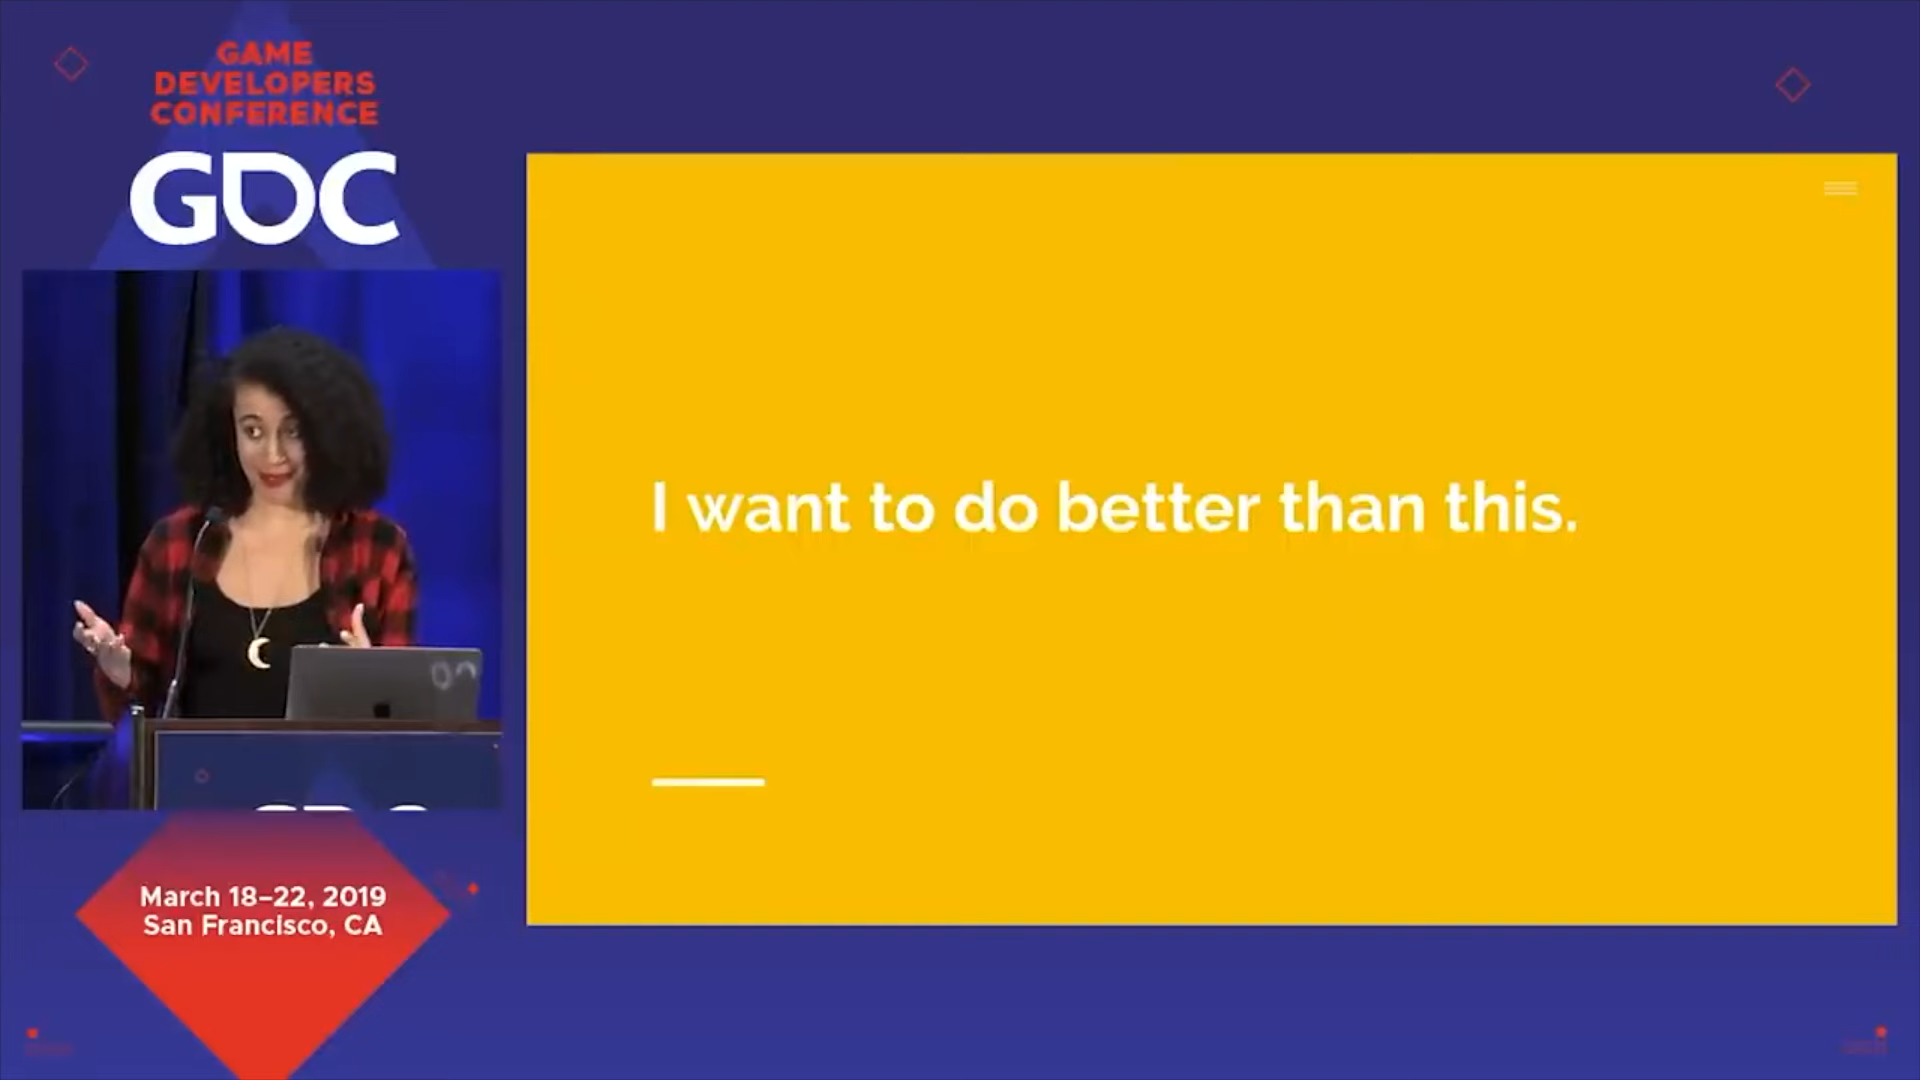 GAME
DEVELOPERS
CONFERENCE
GDC
I want to do better than this.
March 18–22, 2019
San Francisco, CA